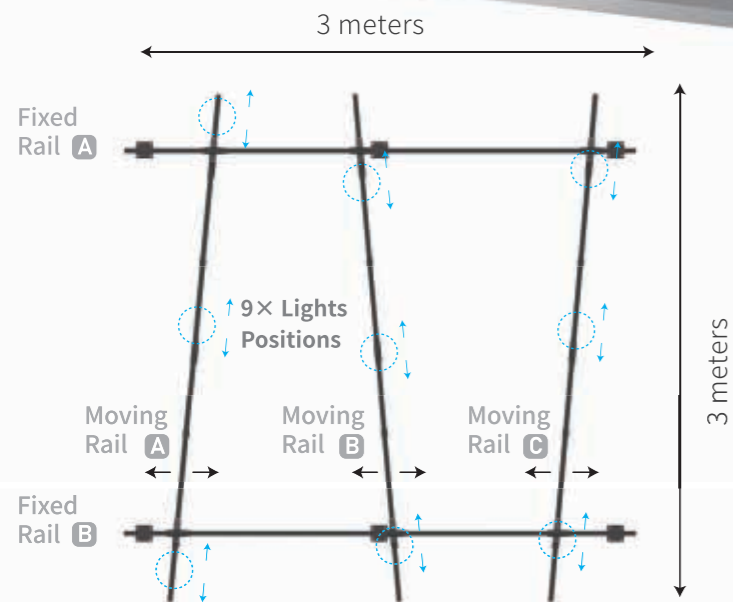 3 meters
Fixed
Rail A
9× Lights
Positions
3 meters
Moving
Rail A
Moving
Rail B
Moving
Rail C
Fixed
Rail B